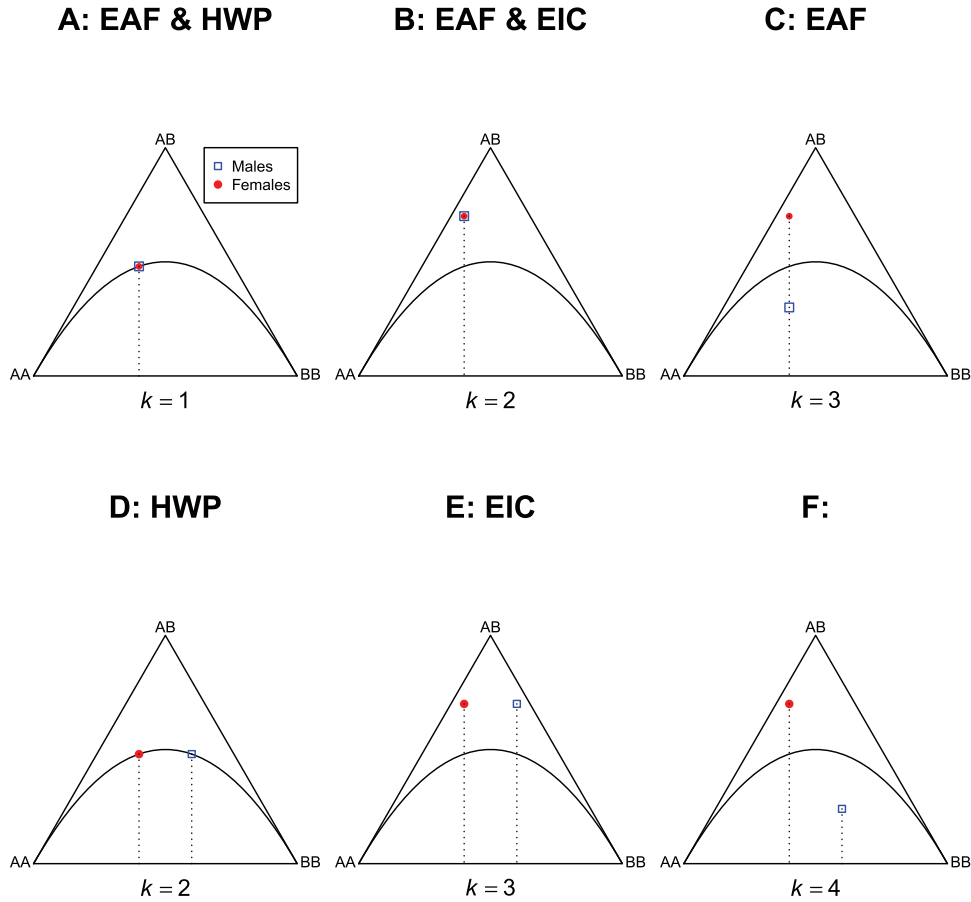 A: EAF & HWP
B: EAF & EIC
C: EAF
AB
Males
Females
AA
BB
k = 1
AB
AA
BB
k = 2
AB
AA
BB
k = 3
D: HWP
E: EIC
F:
AB
AA
BB
k = 2
AB
AA
BB
k = 3
AB
AA
BB
k = 4